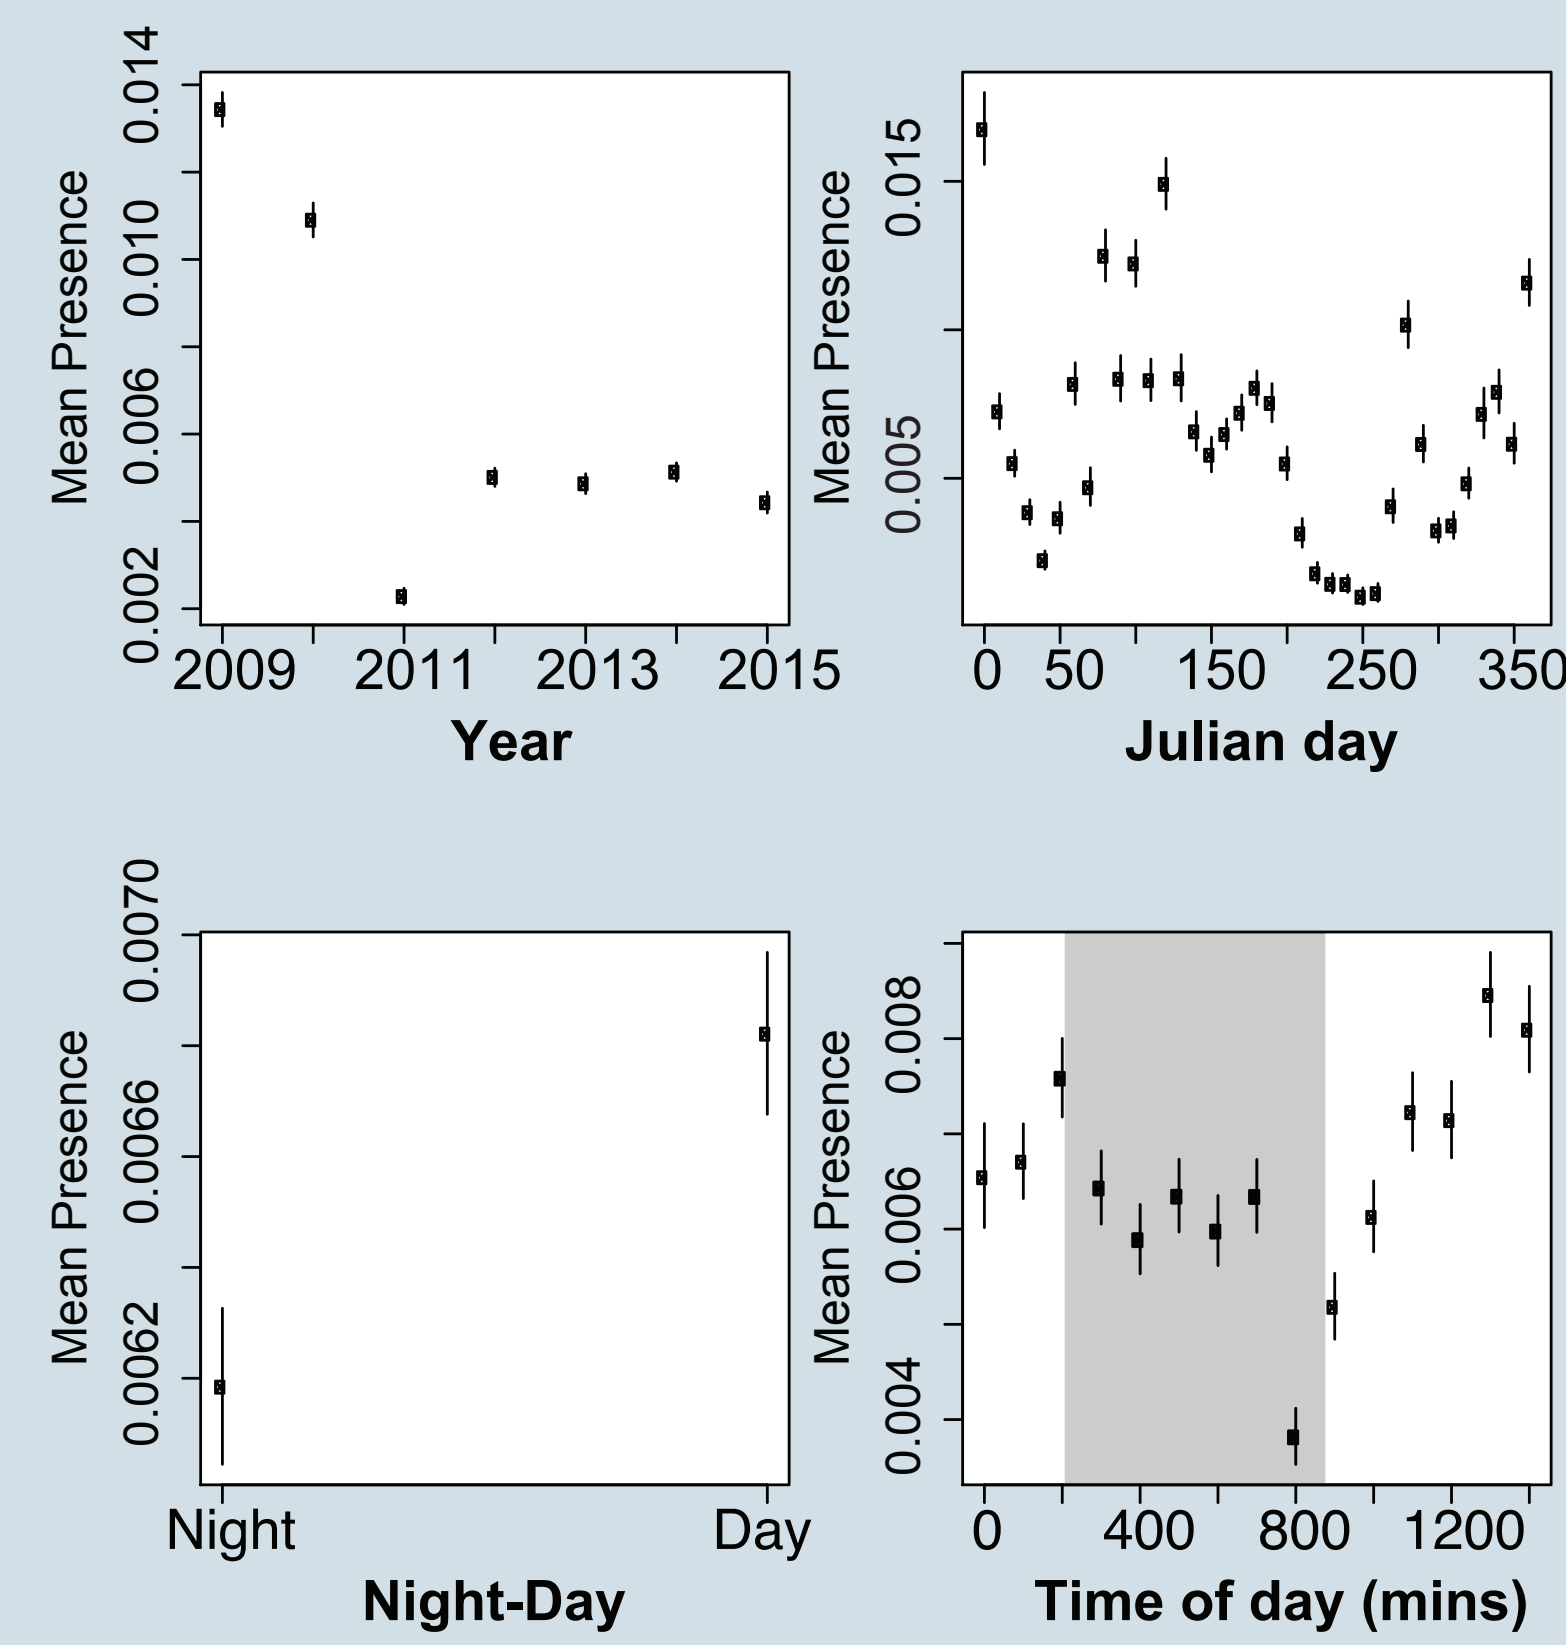 Mean Presence
0.014
0.010
0.006
0.002
2009 2011 2013 2015
Year
Mean Presence
0.015
0.005
0 50 150 250 350
Julian day
Mean Presence
0.0070
0.0066
0.0062
Night Day
Night-Day
Mean Presence
0.008
0.006
0.004
0 400 800 1200
Time of day (mins)